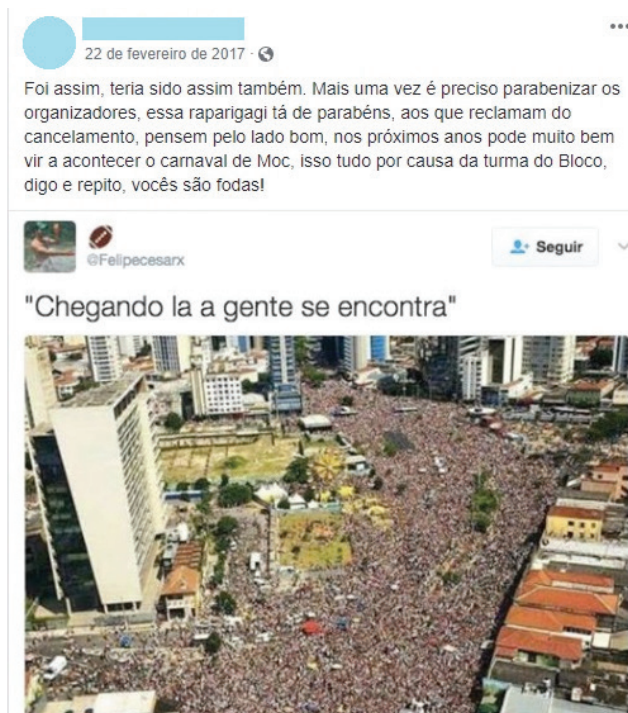 22 de fevereiro de 2017 ·
Foi assim, teria sido assim também. Mais uma vez é preciso parabenizar os
organizadores, essa raparigagi tá de parabéns, aos que reclamam do
cancelamento, pensem pelo lado bom, nos próximos anos pode muito bem
vir a acontecer o carnaval de Moc, isso tudo por causa da turma do Bloco,
digo e repito, vocês são fodas!
@Felipecesarx
Seguir
"Chegando la a gente se encontra"